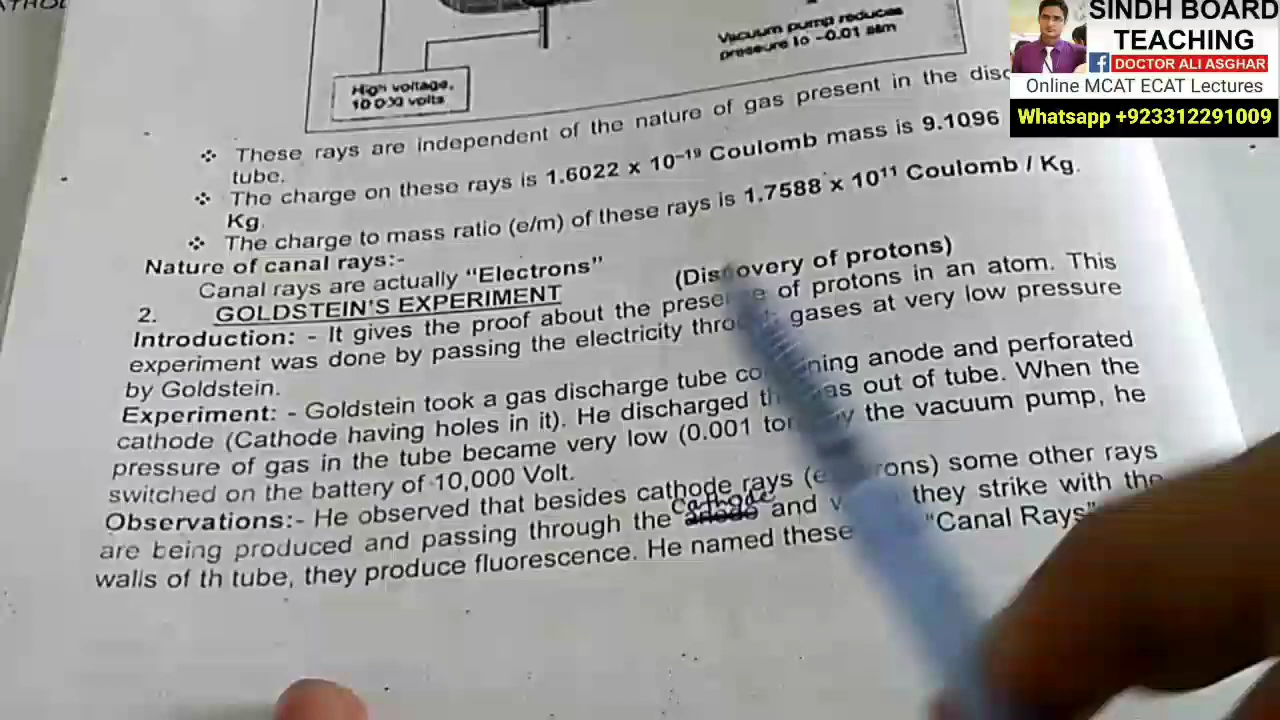 SINDH BOARD
TEACHING
DOCTOR ALI ASGHAR
Online MCAT ECAT Lectures
Whatsapp +923312291009
Vacuum pump reduces
pressure to ~0.01 atm
High voltage,
10 000 volts
❖ These rays are independent of the nature of gas present in the
tube.
❖ The charge on these rays is 1.6022 x 10⁻¹⁹ Coulomb mass is 9.1096
Kg.
❖ The charge to mass ratio (e/m) of these rays is 1.7588 x 10¹¹ Coulomb / Kg.
Nature of canal rays:-
Canal rays are actually “Electrons”
2. GOLDSTEIN'S EXPERIMENT (Discovery of protons)
Introduction: - It gives the proof about the of protons in an atom. This
experiment was done by passing the electricity gases at very low pressure
by Goldstein.
Experiment: - Goldstein took a gas discharge tube anode and perforated
cathode (Cathode having holes in it). He discharged out of tube. When the
pressure of gas in the tube became very low (0.001 the vacuum pump, he
switched on the battery of 10,000 Volt.
Observations:- He observed that besides cathode rays some other rays
are being produced and passing through the cathode anode and they strike with the
walls of th tube, they produce fluorescence. He named these “Canal Rays”